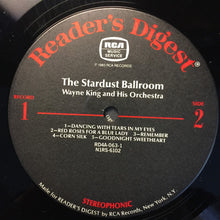 Reader's Digest®
RCA
MUSIC
SERVICE
℗ 1983 RCA RECORDS
The Stardust Ballroom
Wayne King and His Orchestra
RECORD
1
SIDE
2
1—DANCING WITH TEARS IN MY EYES
2—RED ROSES FOR A BLUE LADY 3—REMEMBER
4—CORN SILK 5—GOODNIGHT SWEETHEART
RD4A-063-1
N1RS-6102
STEREOPHONIC
Made for READER'S DIGEST® by RCA Records, New York, N.Y.